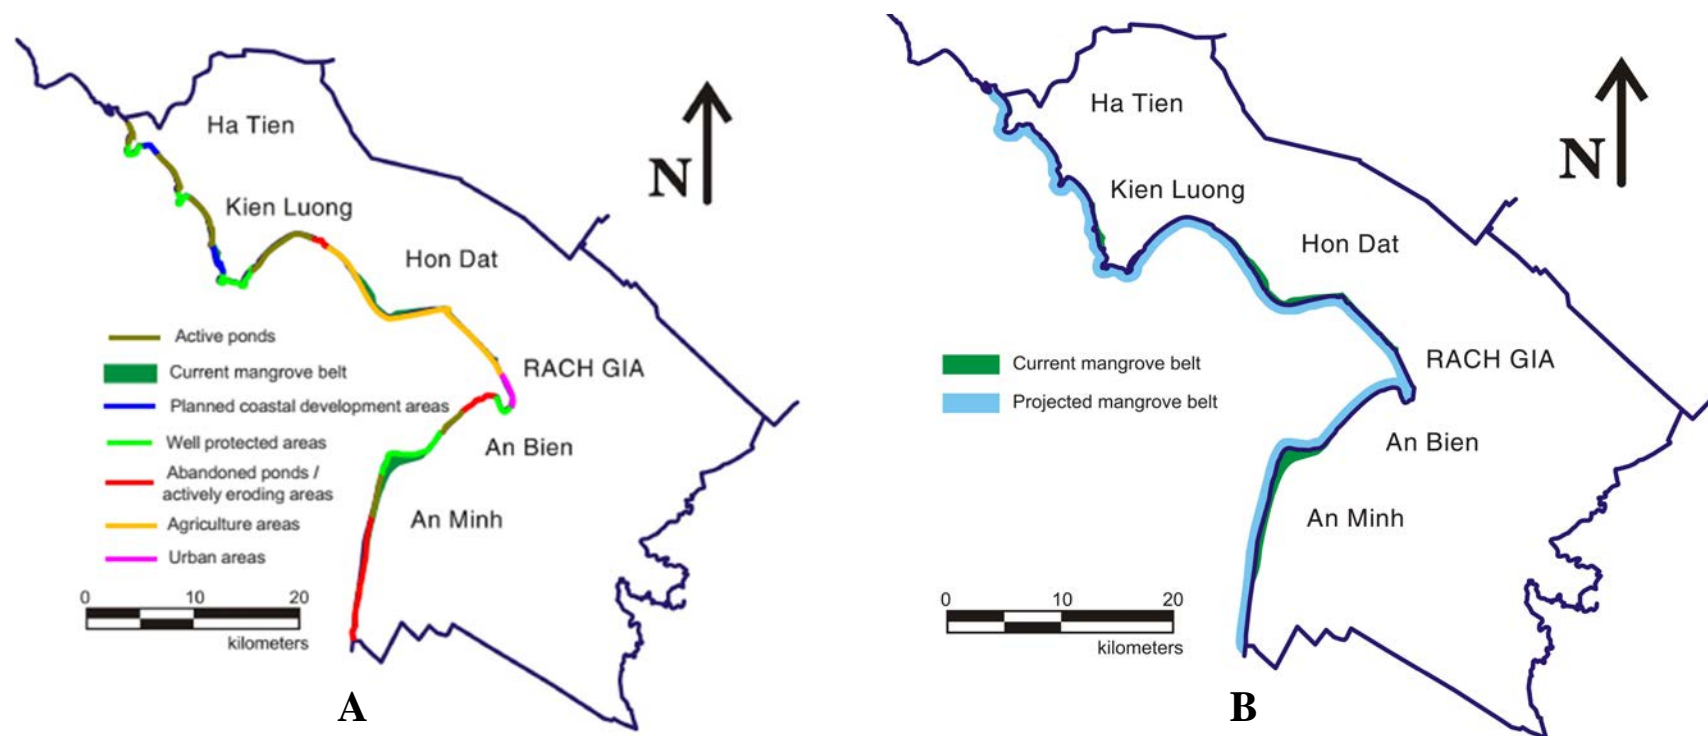 Ha Tien
N
Kien Luong
Hon Dat
Active ponds
Current mangrove belt
Planned coastal development areas
Well protected areas
Abandoned ponds /
actively eroding areas
Agriculture areas
Urban areas
RACH GIA
An Bien
An Minh
0 10 20
kilometers
A
Ha Tien
N
Kien Luong
Hon Dat
Current mangrove belt
Projected mangrove belt
RACH GIA
An Bien
An Minh
0 10 20
kilometers
B